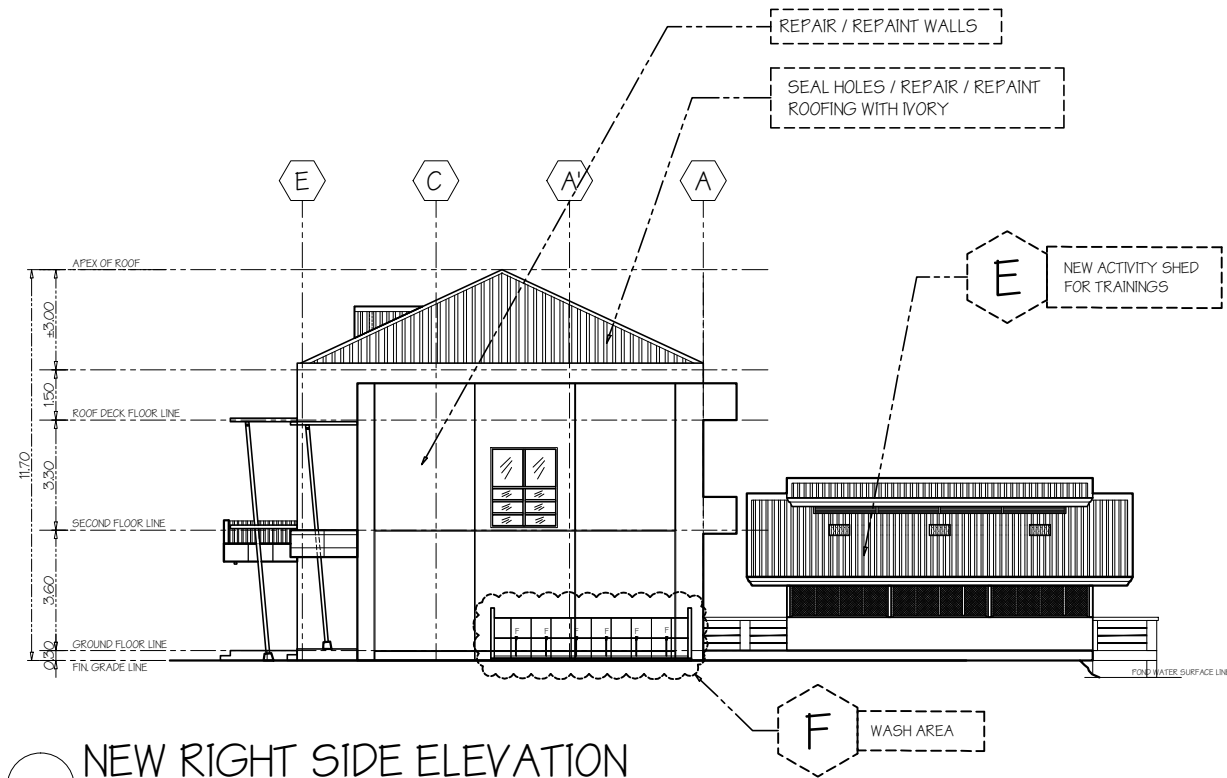 REPAIR / REPAINT WALLS
SEAL HOLES / REPAIR / REPAINT
ROOFING WITH IVORY
E
C
A'
A
APEX OF ROOF
E
NEW ACTIVITY SHED
FOR TRAININGS
±3.00
1.50
ROOF DECK FLOOR LINE
11.70
3.30
SECOND FLOOR LINE
3.60
F F F F F F
GROUND FLOOR LINE
0.30
FIN. GRADE LINE
POND WATER SURFACE LINE
F
WASH AREA
NEW RIGHT SIDE ELEVATION